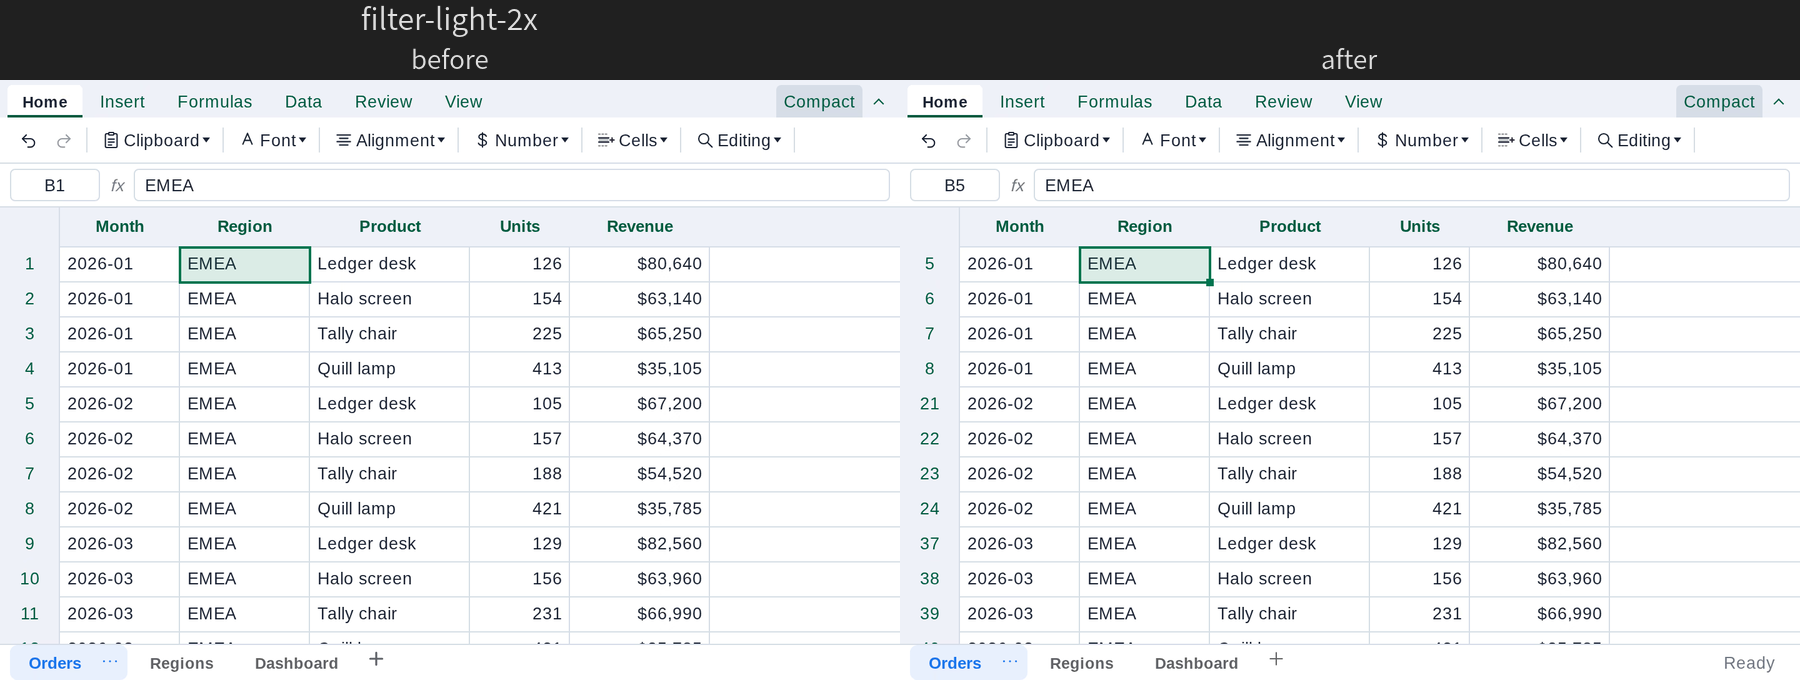 filter-light-2x
before
after
Home Insert Formulas Data Review View Compact
Clipboard Font Alignment $ Number Cells Editing
B1 fx EMEA
Month Region Product Units Revenue
1 2026-01 EMEA Ledger desk 126 $80,640
2 2026-01 EMEA Halo screen 154 $63,140
3 2026-01 EMEA Tally chair 225 $65,250
4 2026-01 EMEA Quill lamp 413 $35,105
5 2026-02 EMEA Ledger desk 105 $67,200
6 2026-02 EMEA Halo screen 157 $64,370
7 2026-02 EMEA Tally chair 188 $54,520
8 2026-02 EMEA Quill lamp 421 $35,785
9 2026-03 EMEA Ledger desk 129 $82,560
10 2026-03 EMEA Halo screen 156 $63,960
11 2026-03 EMEA Tally chair 231 $66,990
Orders ... Regions Dashboard +
Home Insert Formulas Data Review View Compact
Clipboard Font Alignment $ Number Cells Editing
B5 fx EMEA
Month Region Product Units Revenue
5 2026-01 EMEA Ledger desk 126 $80,640
6 2026-01 EMEA Halo screen 154 $63,140
7 2026-01 EMEA Tally chair 225 $65,250
8 2026-01 EMEA Quill lamp 413 $35,105
21 2026-02 EMEA Ledger desk 105 $67,200
22 2026-02 EMEA Halo screen 157 $64,370
23 2026-02 EMEA Tally chair 188 $54,520
24 2026-02 EMEA Quill lamp 421 $35,785
37 2026-03 EMEA Ledger desk 129 $82,560
38 2026-03 EMEA Halo screen 156 $63,960
39 2026-03 EMEA Tally chair 231 $66,990
Orders ... Regions Dashboard + Ready